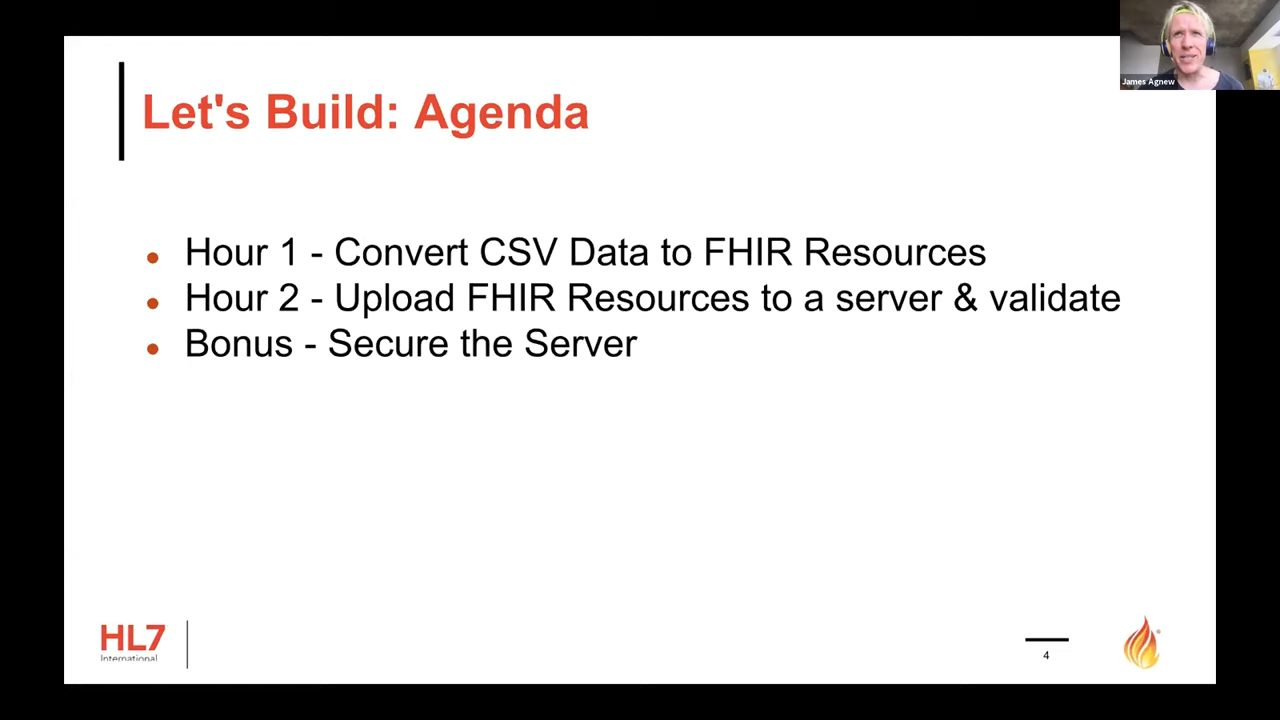 James Agnew
Let's Build: Agenda
Hour 1 - Convert CSV Data to FHIR Resources
Hour 2 - Upload FHIR Resources to a server & validate
Bonus - Secure the Server
HL7
International
4